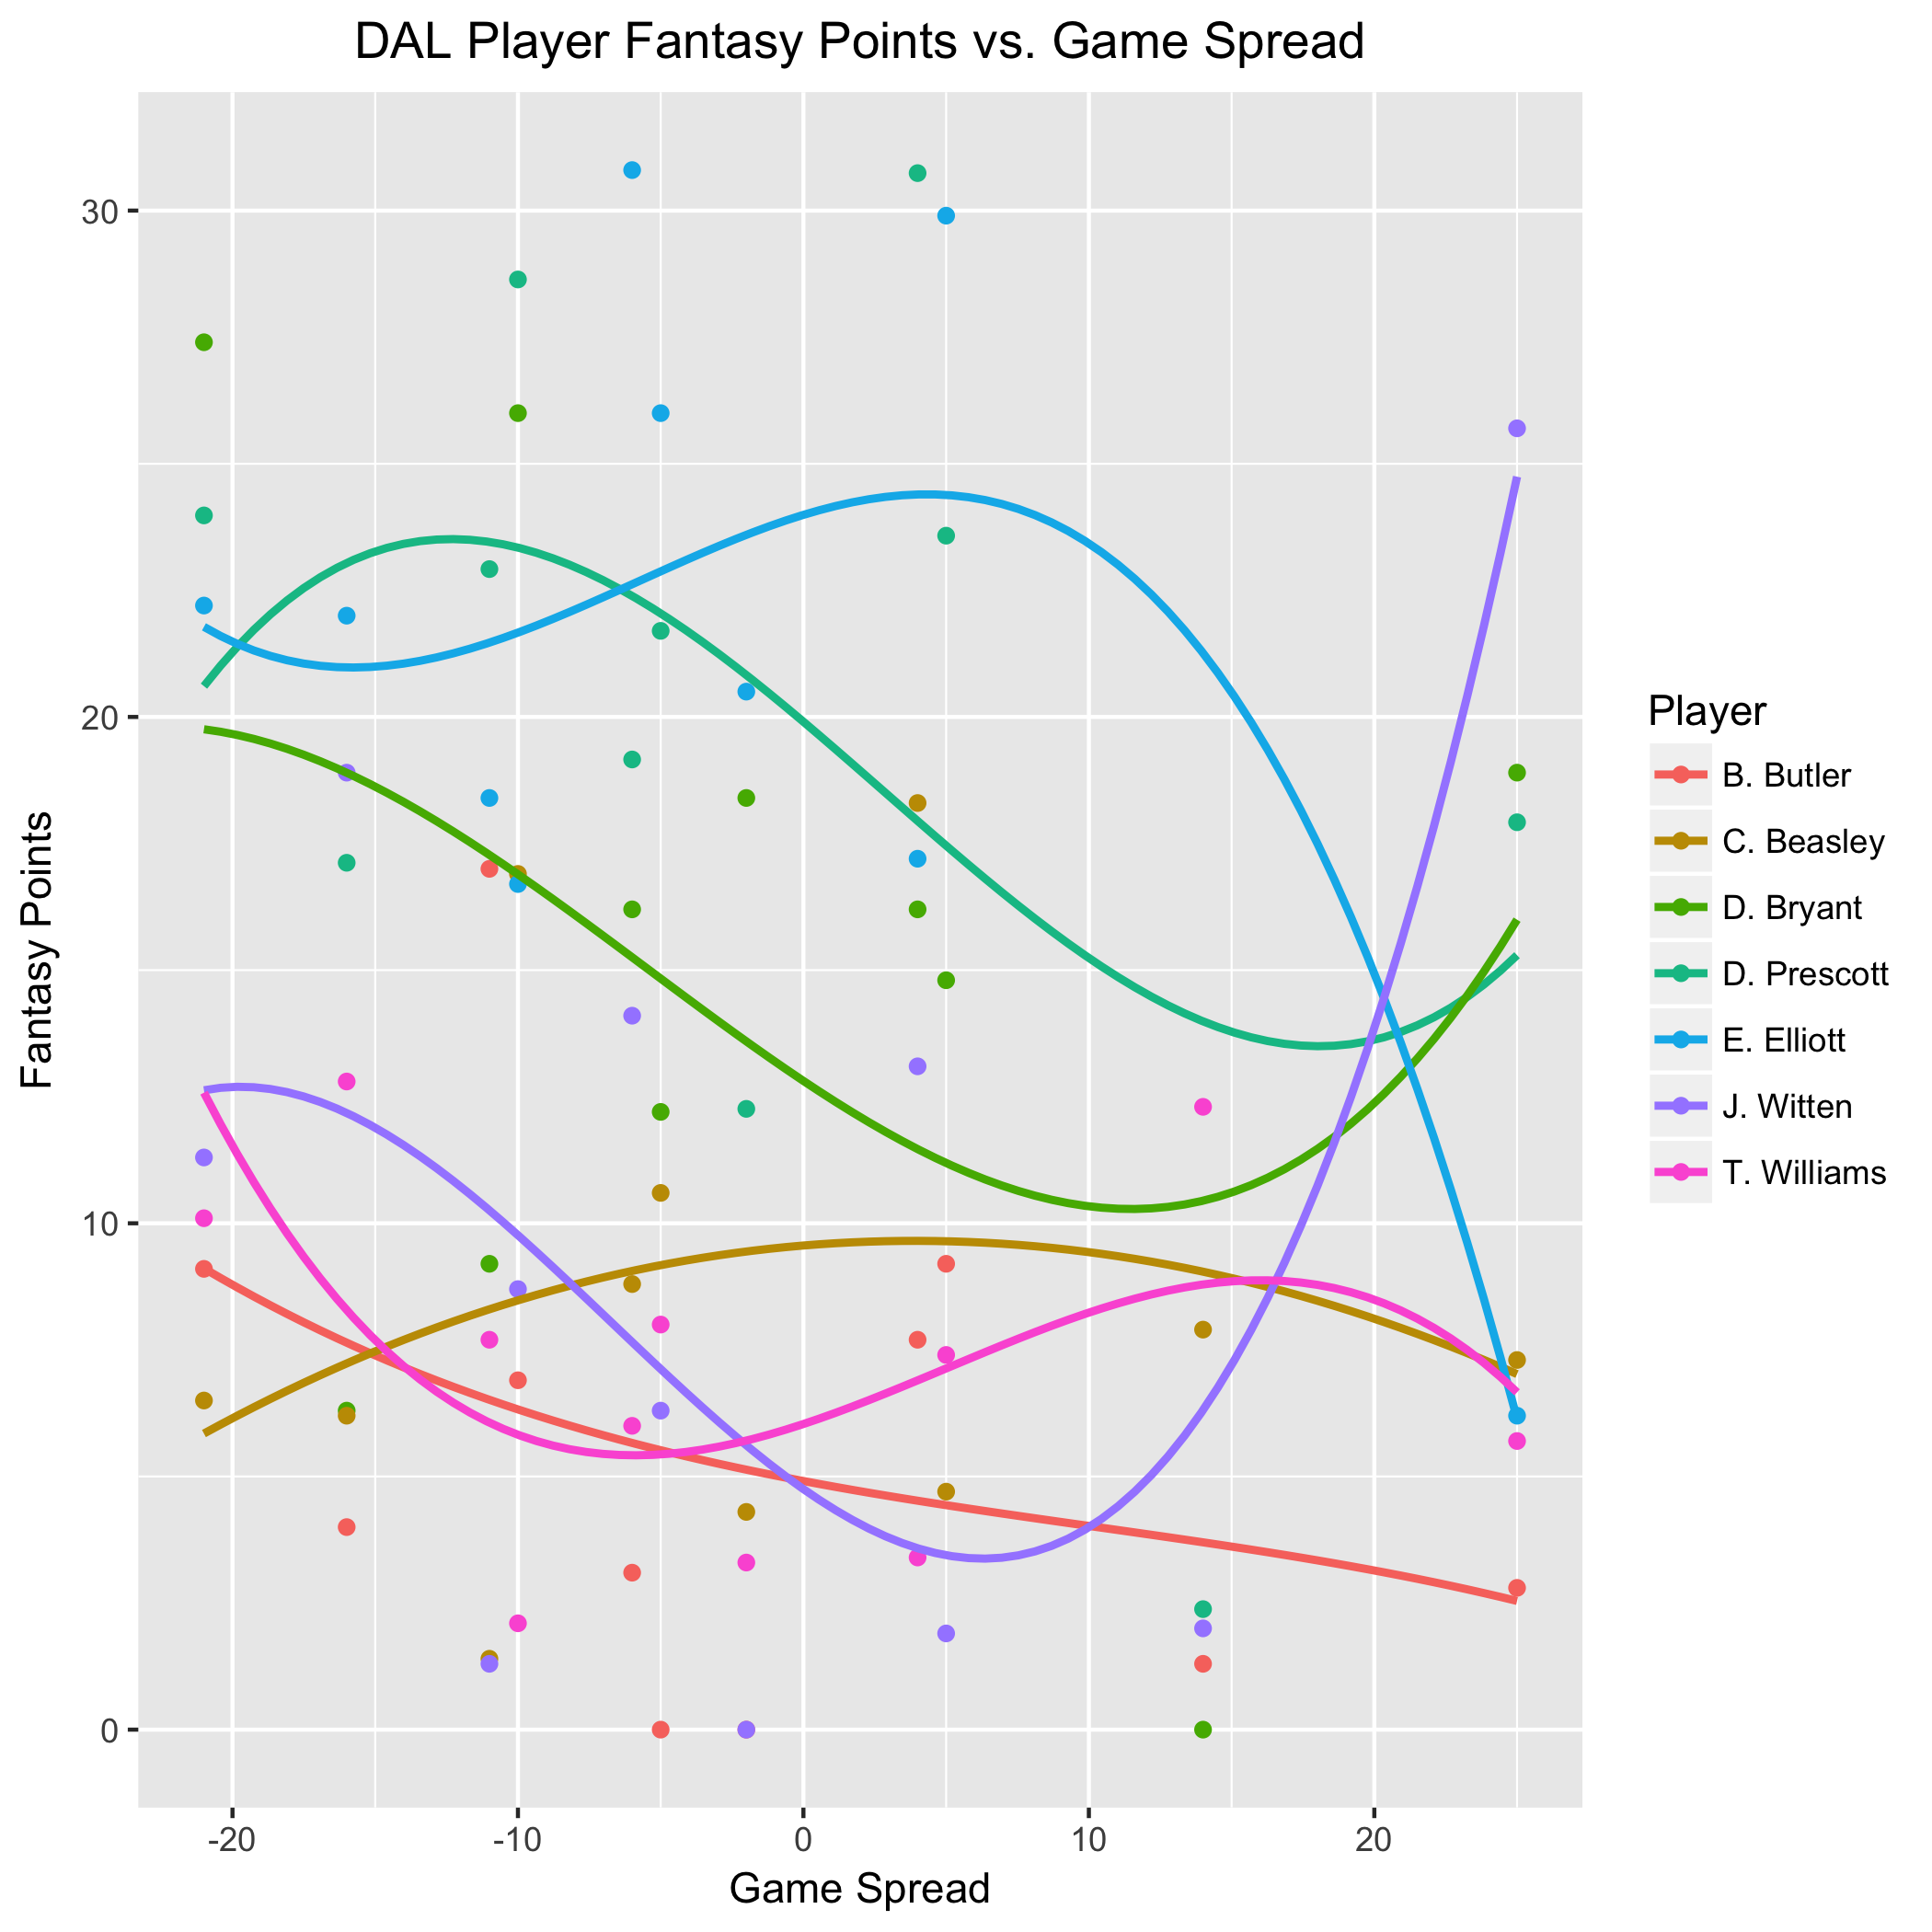 DAL Player Fantasy Points vs. Game Spread
30
20
10
0
Fantasy Points
-20
-10
0
10
20
Game Spread
Player
B. Butler
C. Beasley
D. Bryant
D. Prescott
E. Elliott
J. Witten
T. Williams